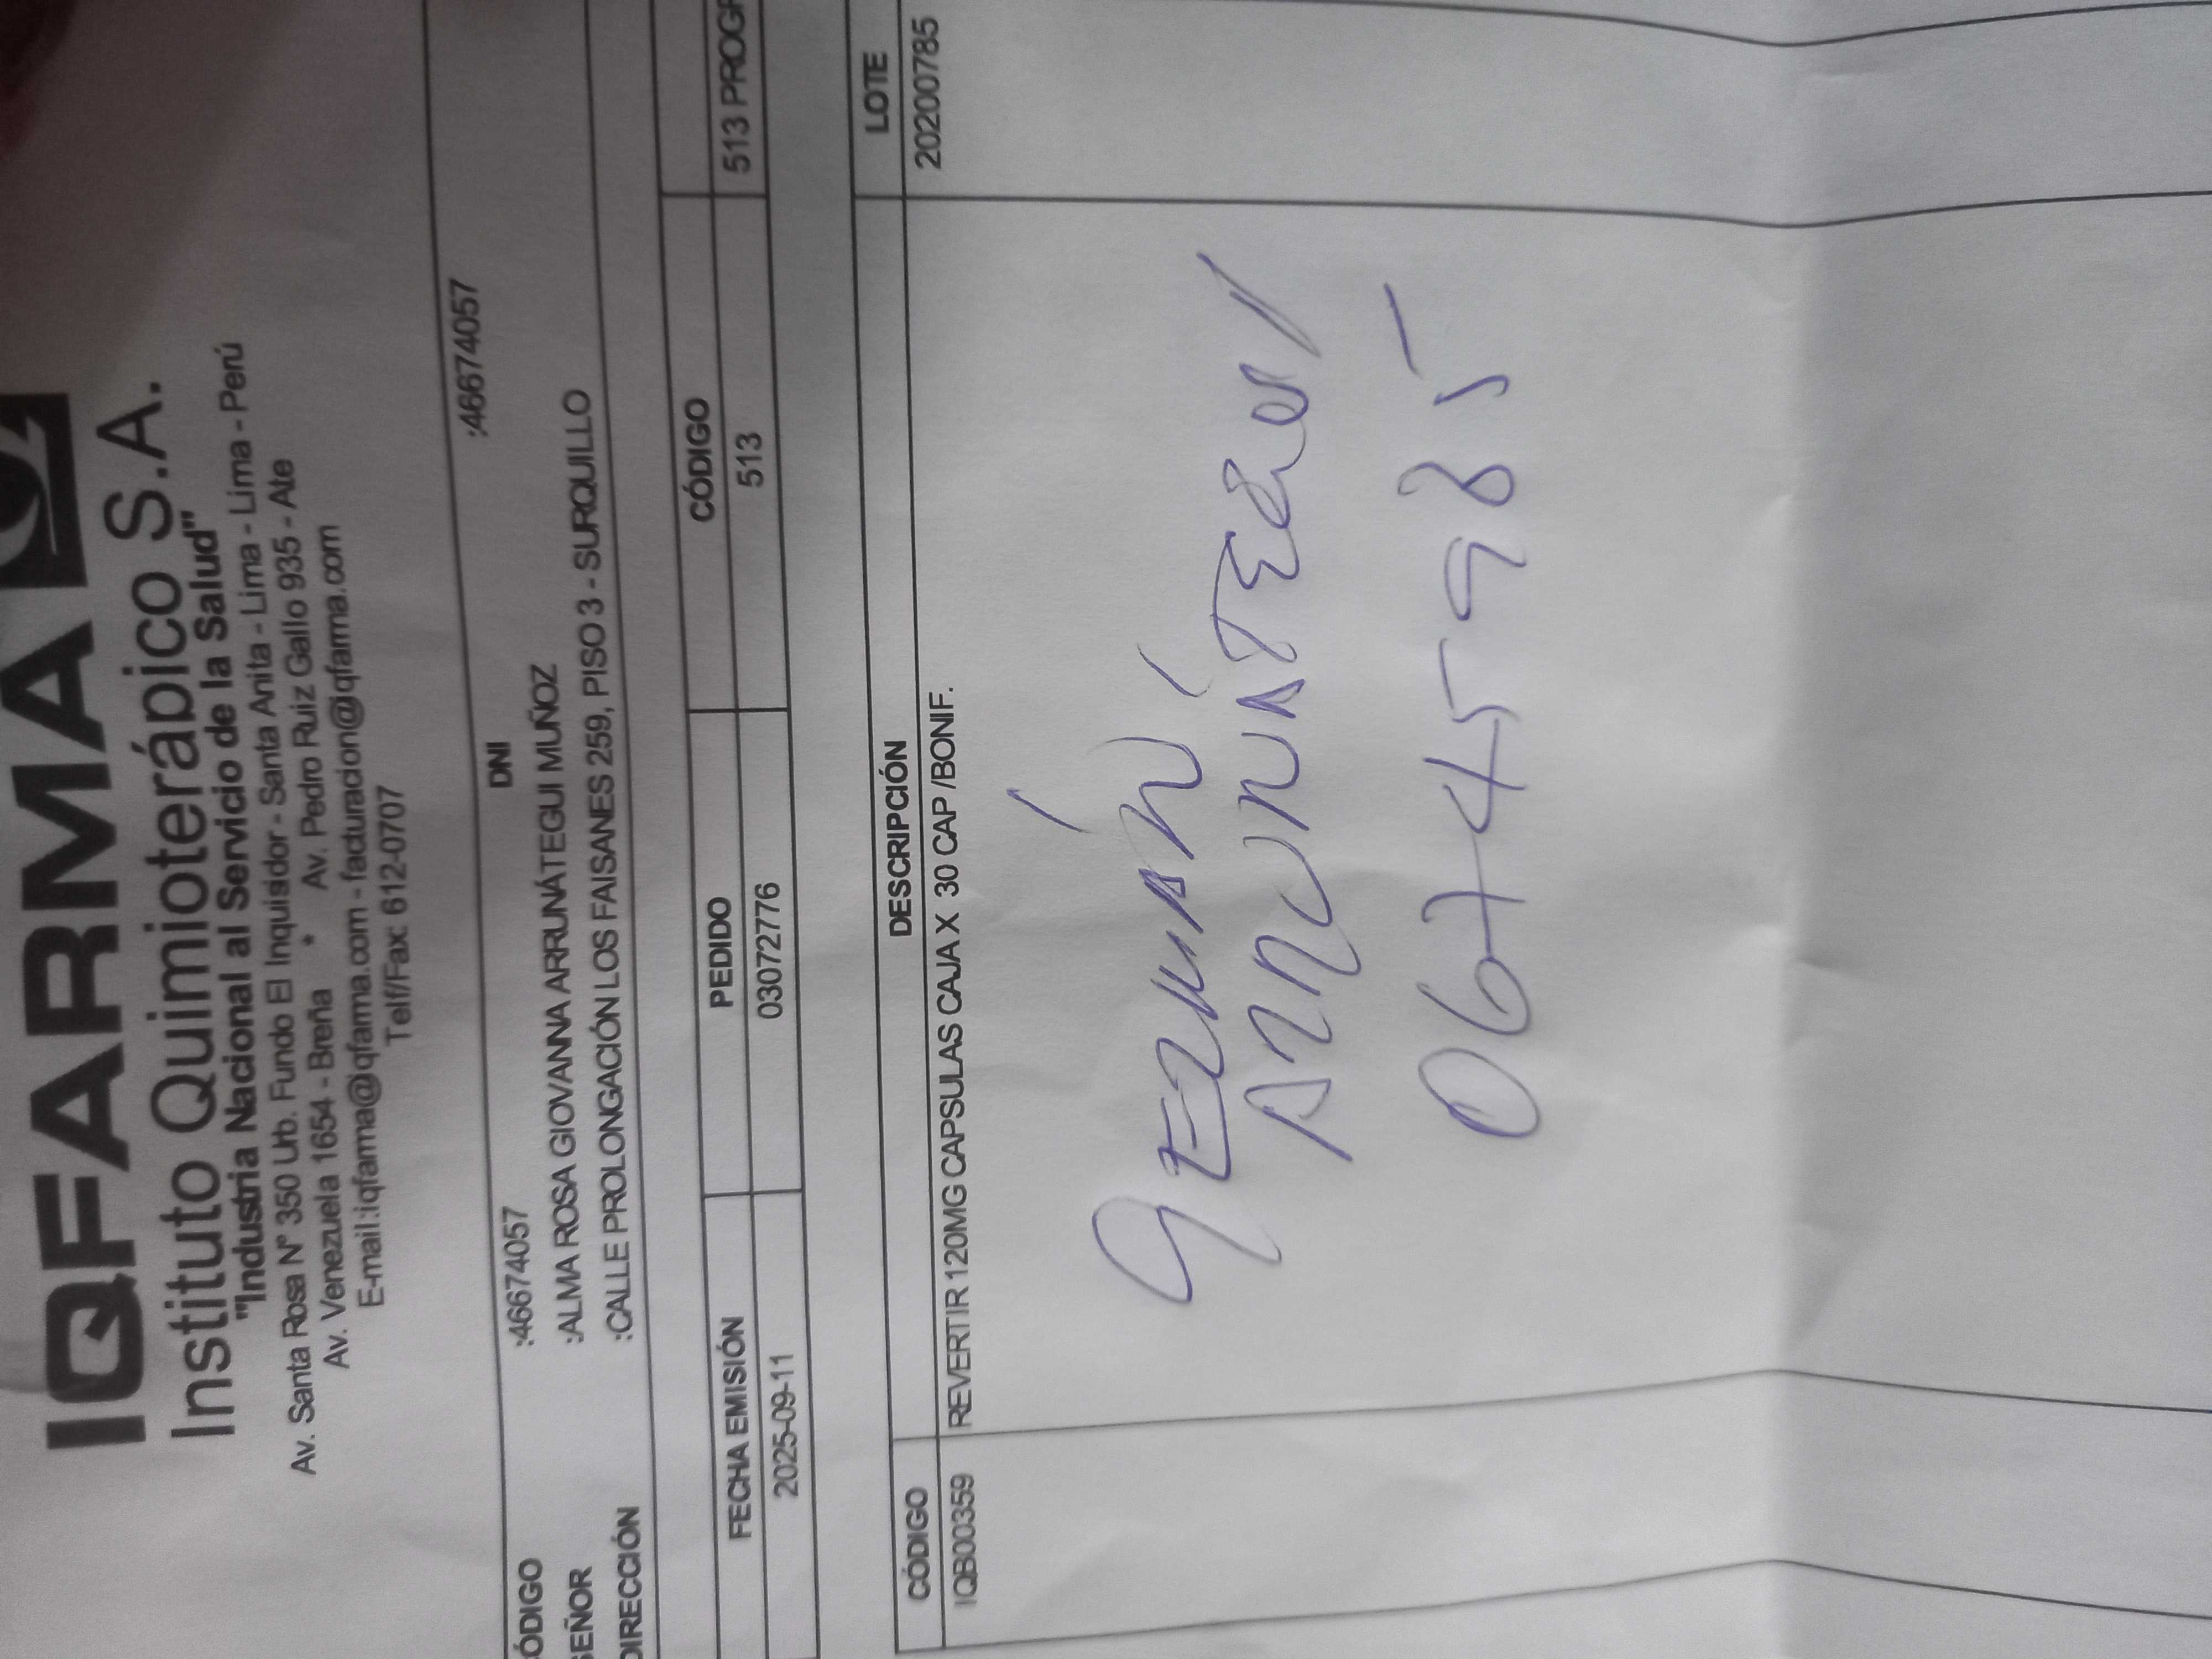 IQFARMA
Instituto Quimioterápico S.A.
"Industria Nacional al Servicio de la Salud"
Av. Santa Rosa Nº 350 Urb. Fundo El Inquisidor - Santa Anita - Lima - Lima - Perú
Av. Venezuela 1654 - Breña * Av. Pedro Ruiz Gallo 935 - Ate
E-mail:iqfarma@iqfarma.com - facturacion@iqfarma.com
Telf/Fax: 612-0707
ÓDIGO :46674057 DNI :46674057
SEÑOR :ALMA ROSA GIOVANNA ARRUNÁTEGUI MUÑOZ
DIRECCIÓN :CALLE PROLONGACIÓN LOS FAISANES 259, PISO 3 - SURQUILLO
FECHA EMISIÓN PEDIDO CÓDIGO
2025-09-11 03072776 513 513 PROGR
CÓDIGO DESCRIPCIÓN LOTE
IQB00359 REVERTIR 120MG CAPSULAS CAJA X 30 CAP /BONIF. 20200785
GERMÁN
ARRUNÁTEGUI
06745985